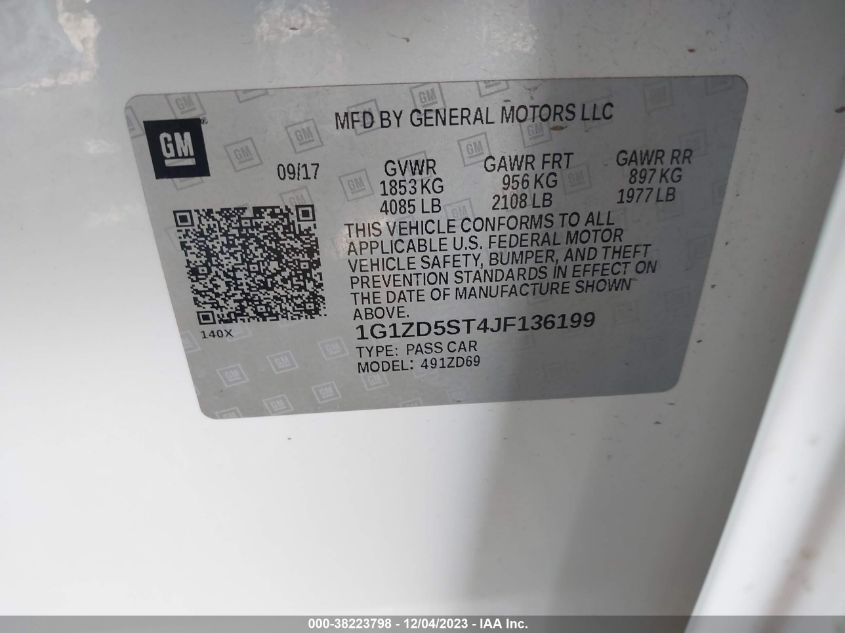 MFD BY GENERAL MOTORS LLC
GM
09/17
GVWR GAWR FRT GAWR RR
1853 KG 956 KG 897 KG
4085 LB 2108 LB 1977 LB
THIS VEHICLE CONFORMS TO ALL
APPLICABLE U.S. FEDERAL MOTOR
VEHICLE SAFETY, BUMPER, AND THEFT
PREVENTION STANDARDS IN EFFECT ON
THE DATE OF MANUFACTURE SHOWN
ABOVE.
140X
1G1ZD5ST4JF136199
TYPE: PASS CAR
MODEL: 491ZD69
000-38223798 - 12/04/2023 - IAA Inc.